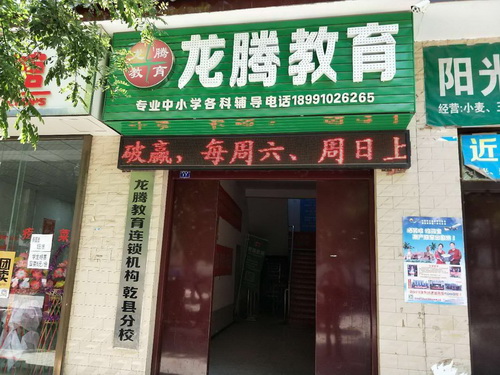 龙腾
教育
龙腾教育
专业中小学各科辅导电话18991026265
破赢,每周六、周日上
龙腾教育连锁机构 乾县分校
阳光
经营:小麦、
近
团